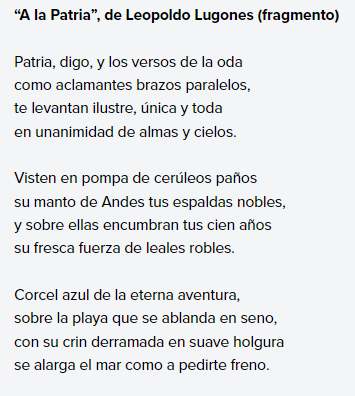 “A la Patria”, de Leopoldo Lugones (fragmento)
Patria, digo, y los versos de la oda
como aclamantes brazos paralelos,
te levantan ilustre, única y toda
en unanimidad de almas y cielos.
Visten en pompa de cerúleos paños
su manto de Andes tus espaldas nobles,
y sobre ellas encumbran tus cien años
su fresca fuerza de leales robles.
Corcel azul de la eterna aventura,
sobre la playa que se ablanda en seno,
con su crin derramada en suave holgura
se alarga el mar como a pedirte freno.